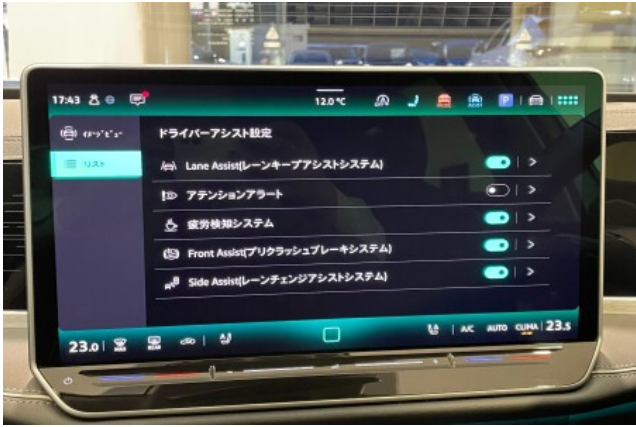 17:43
12.0 °C
P
イメージビュー
ドライバーアシスト設定
リスト
Lane Assist(レーンキープアシストシステム)
アテンションアラート
疲労検知システム
Front Assist(プリクラッシュブレーキシステム)
Side Assist(レーンチェンジアシストシステム)
23.0 MAX REAR A/C AUTO CLIMA 23.5